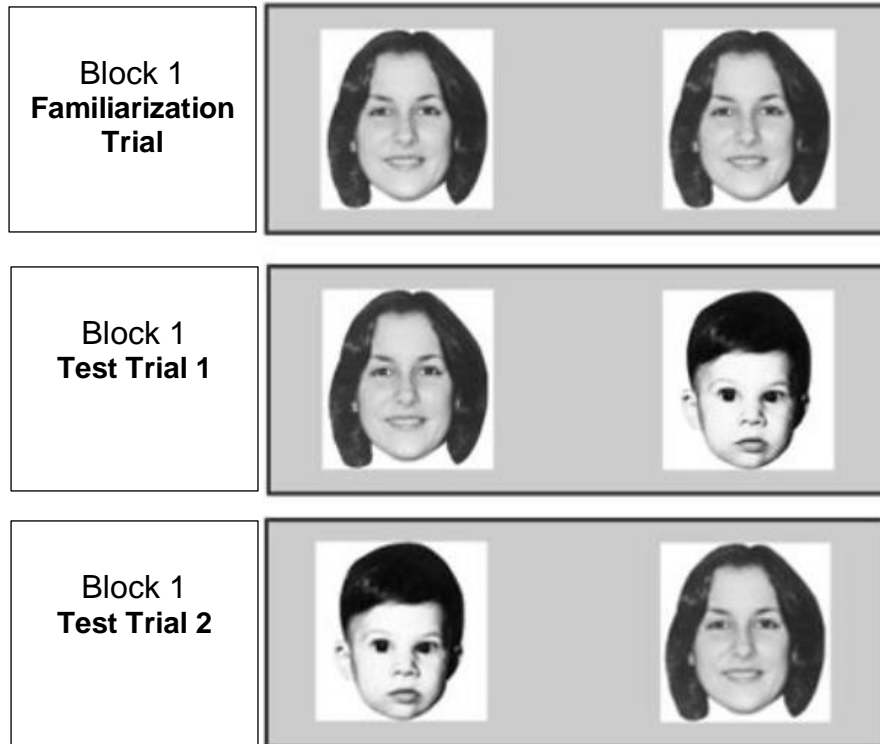 Block 1
Familiarization
Trial
Block 1
Test Trial 1
Block 1
Test Trial 2